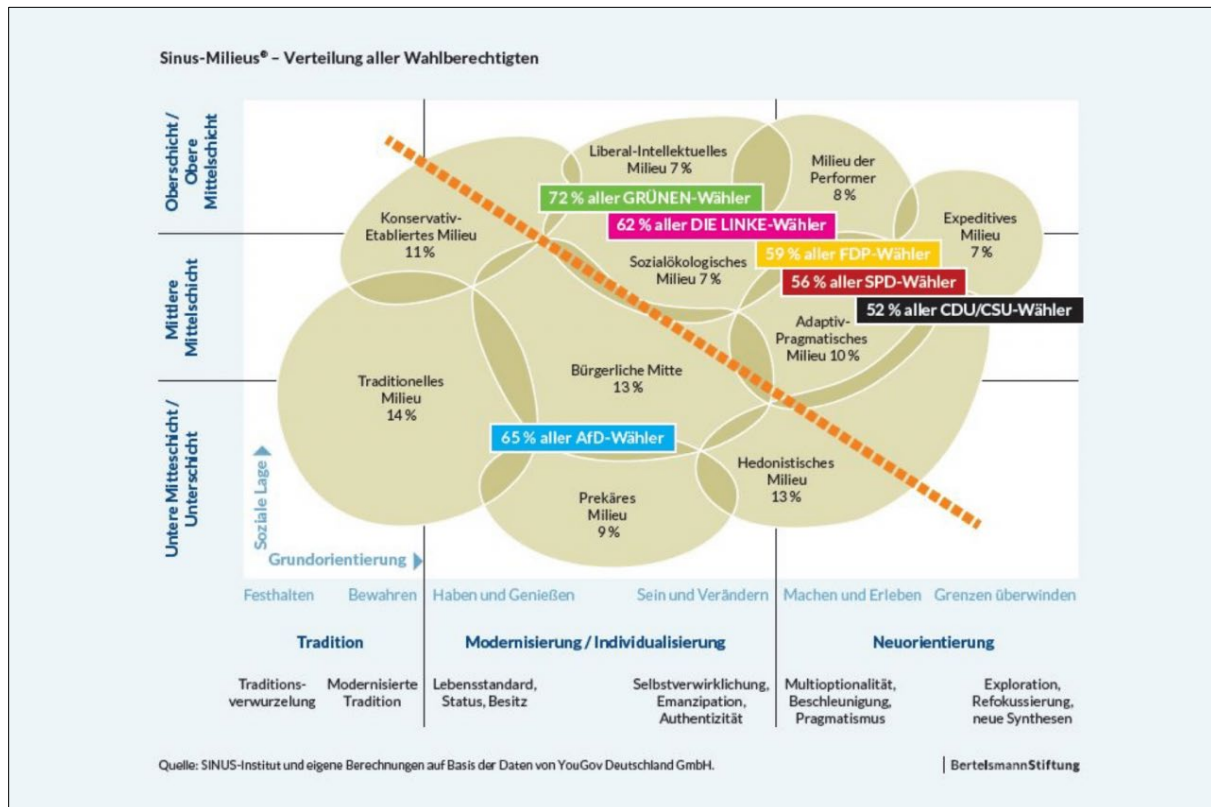 Sinus-Milieus® – Verteilung aller Wahlberechtigten
Oberschicht /
Obere
Mittelschicht
Mittlere
Mittelschicht
Untere Mitteschicht /
Unterschicht
Liberal-Intellektuelles
Milieu 7 %
Milieu der
Performer
8 %
72 % aller GRÜNEN-Wähler
Konservativ-
Etabliertes Milieu
11 %
62 % aller DIE LINKE-Wähler
Expeditives
Milieu
7 %
Sozialökologisches
Milieu 7 %
59 % aller FDP-Wähler
56 % aller SPD-Wähler
52 % aller CDU/CSU-Wähler
Adaptiv-
Pragmatisches
Milieu 10 %
Traditionelles
Milieu
14 %
Bürgerliche Mitte
13 %
65 % aller AfD-Wähler
Hedonistisches
Milieu
13 %
Prekäres
Milieu
9 %
Soziale Lage
Grundorientierung
Festhalten
Bewahren
Haben und Genießen
Sein und Verändern
Machen und Erleben
Grenzen überwinden
Tradition
Modernisierung / Individualisierung
Neuorientierung
Traditions-
verwurzelung
Modernisierte
Tradition
Lebensstandard,
Status, Besitz
Selbstverwirklichung,
Emanzipation,
Authentizität
Multioptionalität,
Beschleunigung,
Pragmatismus
Exploration,
Refokussierung,
neue Synthesen
Quelle: SINUS-Institut und eigene Berechnungen auf Basis der Daten von YouGov Deutschland GmbH.
BertelsmannStiftung